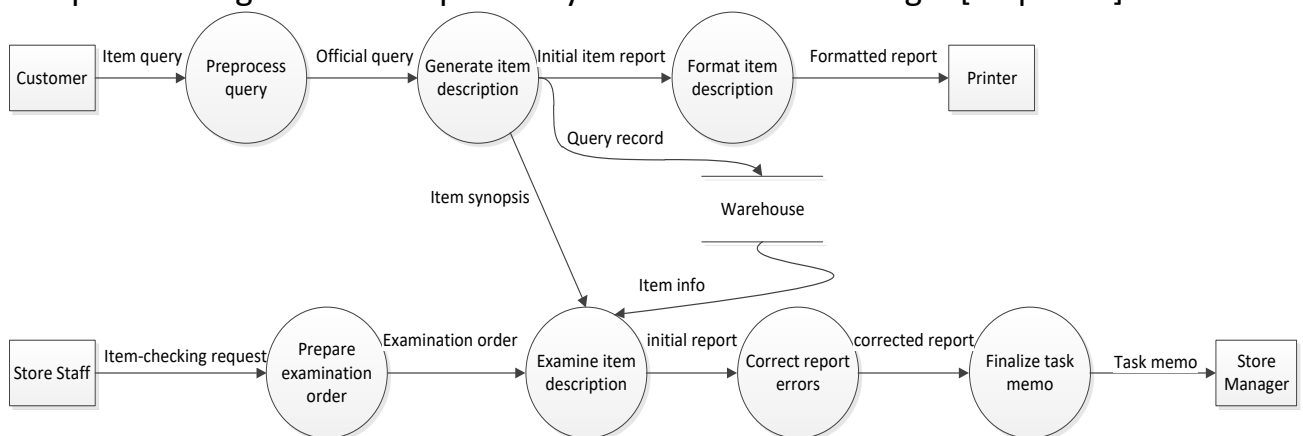 Item query
Official query
Initial item report
Formatted report
Customer
Preprocess
query
Generate item
description
Format item
description
Printer
Query record
Item synopsis
Warehouse
Item info
Item-checking request
Examination order
initial report
corrected report
Task memo
Store Staff
Prepare
examination
order
Examine item
description
Correct report
errors
Finalize task
memo
Store
Manager